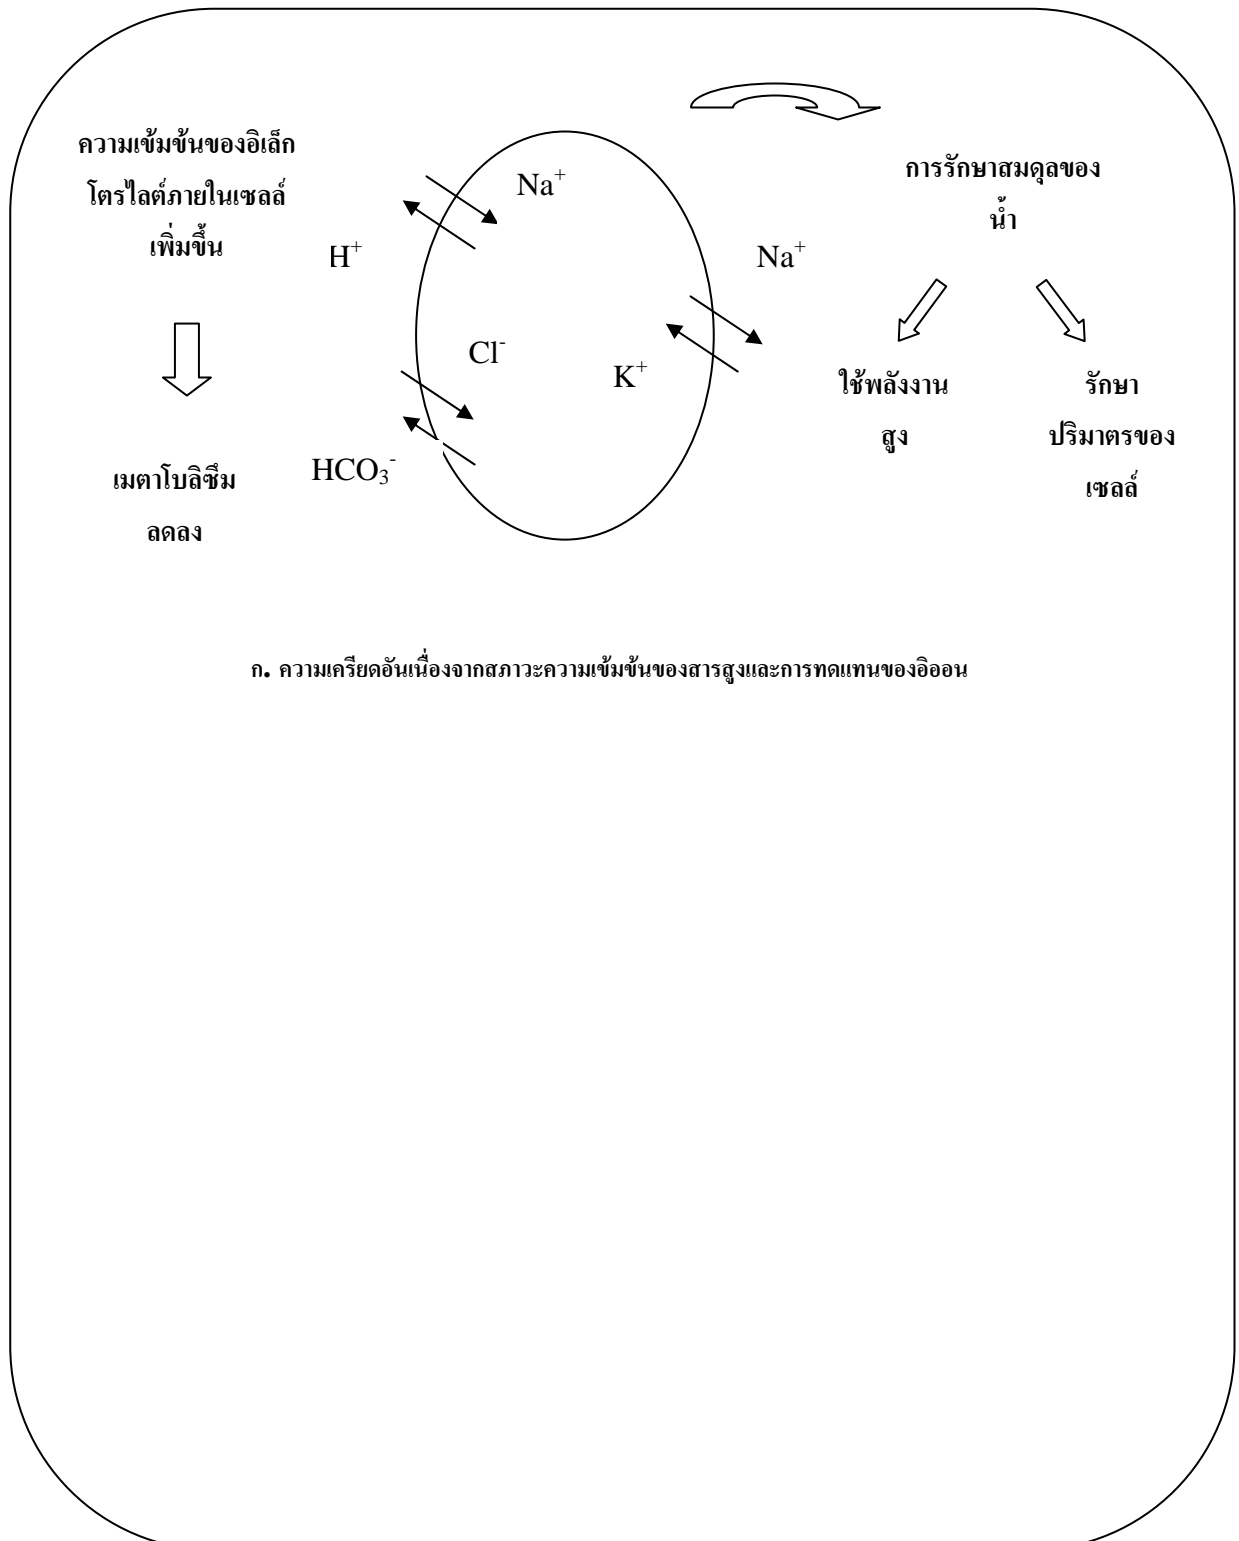 ความเข้มข้นของอิเล็ก
โตรไลต์ภายในเซลล์
เพิ่มขึ้น
เมตาโบลิซึม
ลดลง
Na⁺
H⁺
Cl⁻
K⁺
HCO₃⁻
Na⁺
การรักษาสมดุลของ
น้ำ
ใช้พลังงาน
สูง
รักษา
ปริมาตรของ
เซลล์
ก. ความเครียดอันเนื่องจากสภาวะความเข้มข้นของสารสูงและการทดแทนของอิออน